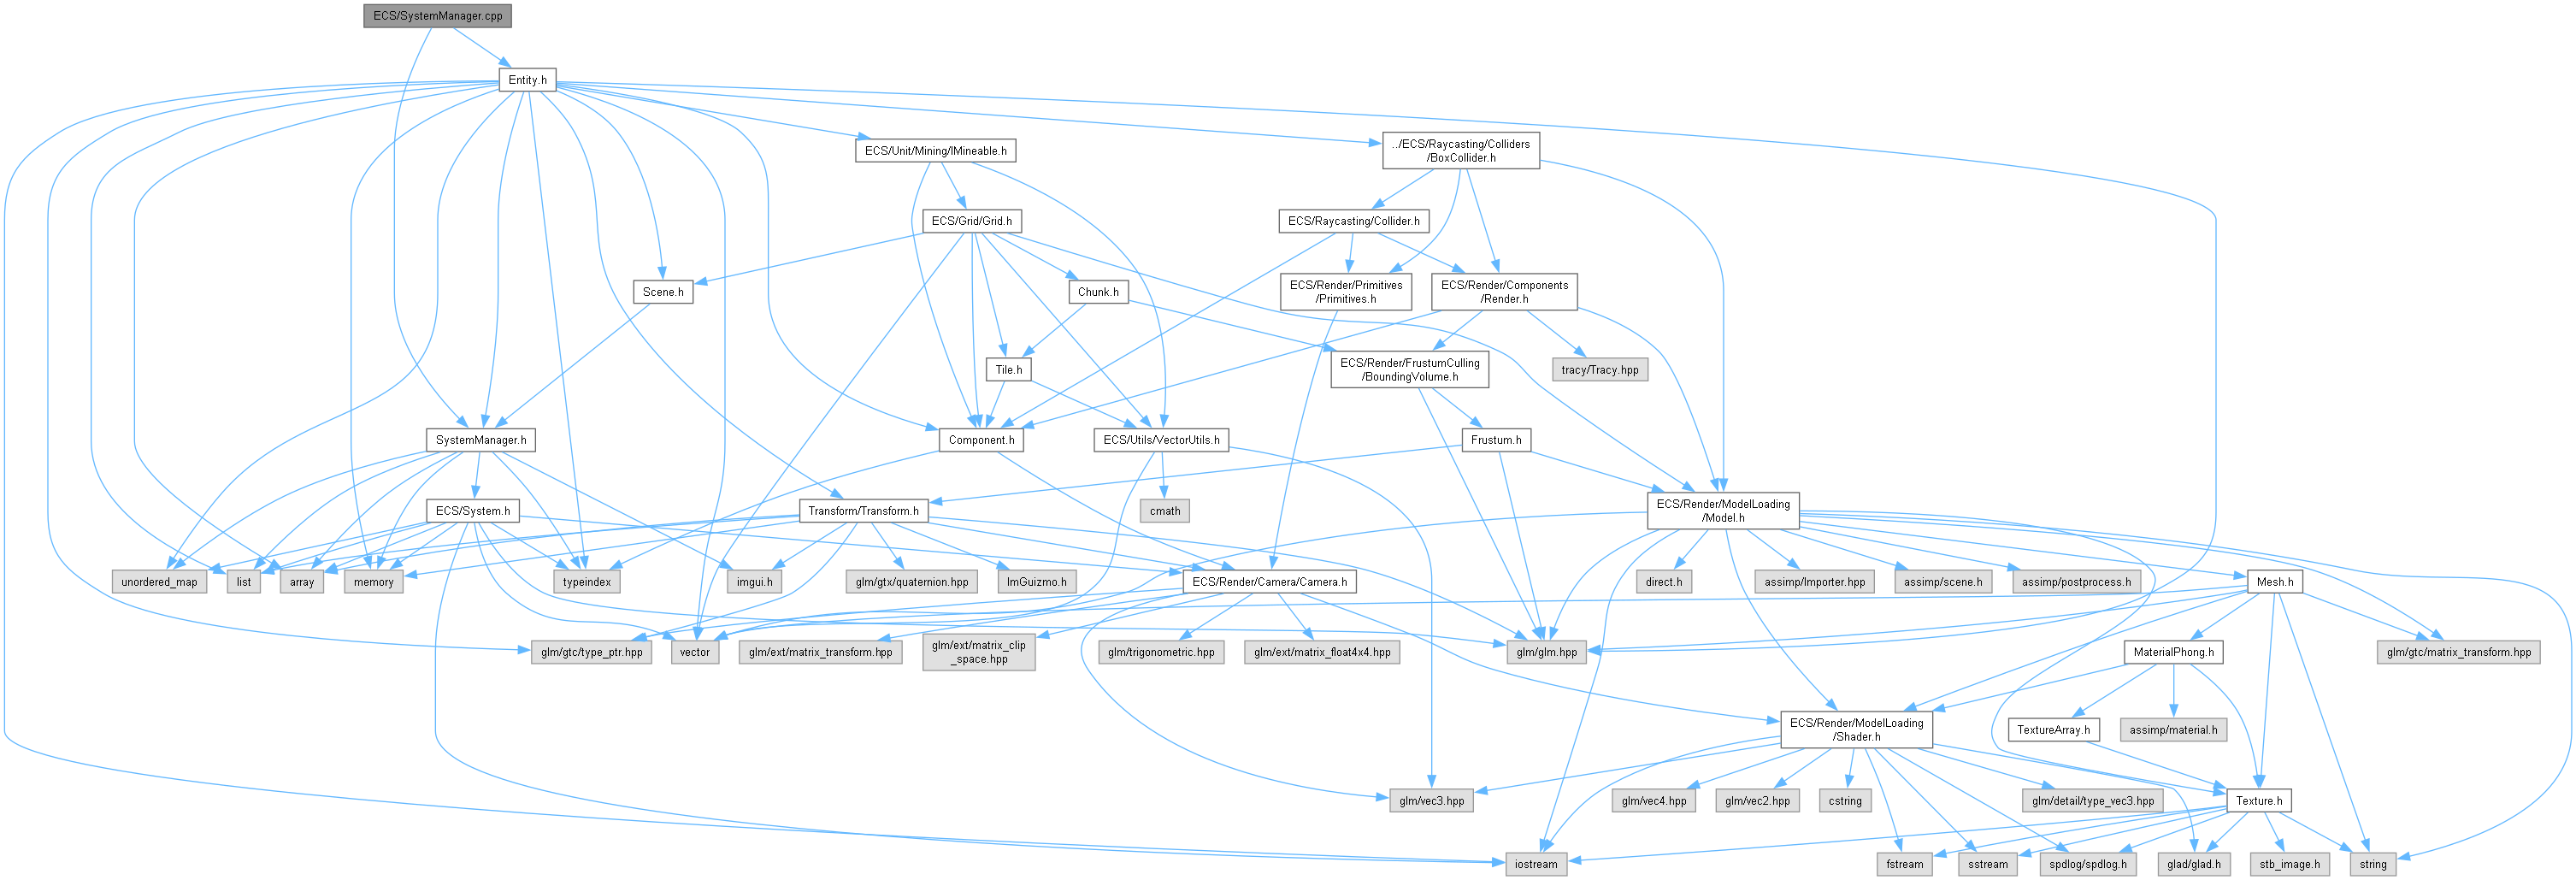 ECS/SystemManager.cpp
Entity.h
ECS/Unit/Mining/IMineable.h
../ECS/Raycasting/Colliders
/BoxCollider.h
ECS/Grid/Grid.h
ECS/Raycasting/Collider.h
Scene.h
Chunk.h
ECS/Render/Primitives
/Primitives.h
ECS/Render/Components
/Render.h
Tile.h
ECS/Render/FrustumCulling
/BoundingVolume.h
tracy/Tracy.hpp
SystemManager.h
Component.h
ECS/Utils/VectorUtils.h
Frustum.h
ECS/System.h
Transform/Transform.h
cmath
ECS/Render/ModelLoading
/Model.h
unordered_map
list
array
memory
typeindex
imgui.h
glm/gtx/quaternion.hpp
ImGuizmo.h
ECS/Render/Camera/Camera.h
direct.h
assimp/Importer.hpp
assimp/scene.h
assimp/postprocess.h
Mesh.h
glm/gtc/type_ptr.hpp
vector
glm/ext/matrix_transform.hpp
glm/ext/matrix_clip
_space.hpp
glm/trigonometric.hpp
glm/ext/matrix_float4x4.hpp
glm/glm.hpp
MaterialPhong.h
glm/gtc/matrix_transform.hpp
ECS/Render/ModelLoading
/Shader.h
TextureArray.h
assimp/material.h
glm/vec3.hpp
glm/vec4.hpp
glm/vec2.hpp
cstring
glm/detail/type_vec3.hpp
Texture.h
iostream
fstream
sstream
spdlog/spdlog.h
glad/glad.h
stb_image.h
string